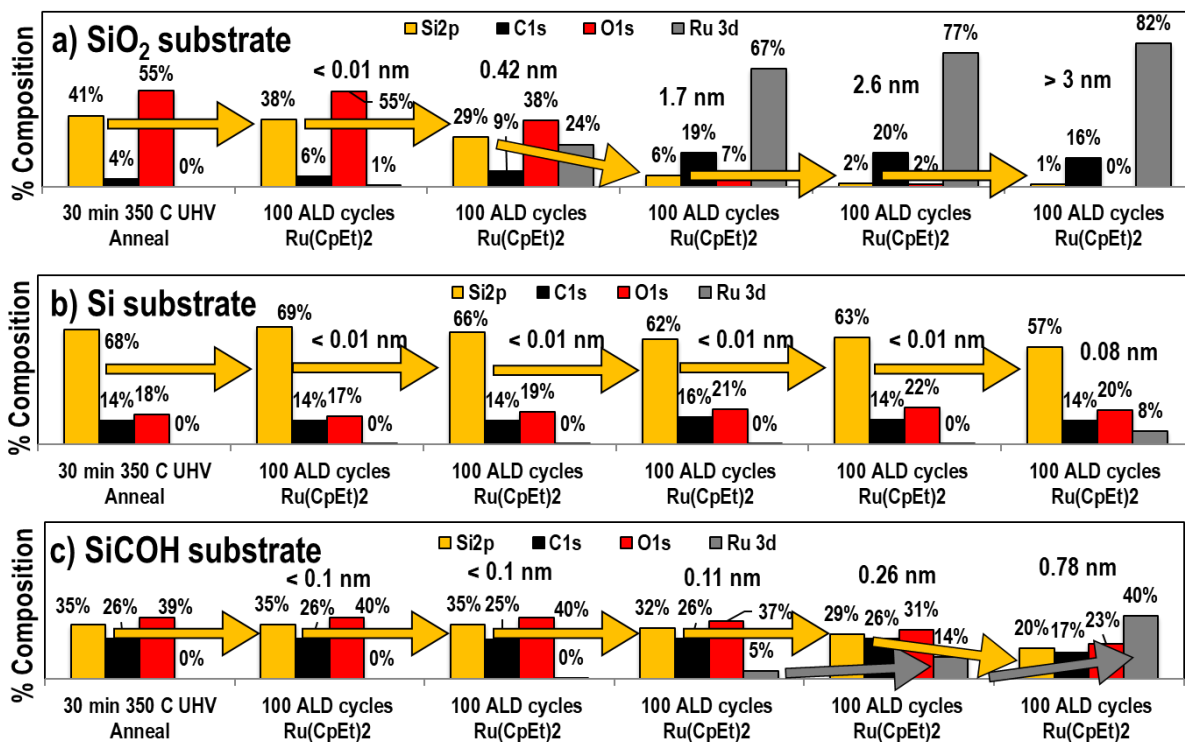 a) SiO₂ substrate
Si2p C1s O1s Ru 3d
% Composition
41% 4% 55% 0%
< 0.01 nm
38% 6% 55% 1%
0.42 nm
29% 9% 38% 24%
1.7 nm
6% 19% 7% 67%
2.6 nm
2% 20% 2% 77%
> 3 nm
1% 16% 0% 82%
30 min 350 C UHV
Anneal
100 ALD cycles
Ru(CpEt)2
100 ALD cycles
Ru(CpEt)2
100 ALD cycles
Ru(CpEt)2
100 ALD cycles
Ru(CpEt)2
100 ALD cycles
Ru(CpEt)2
b) Si substrate
Si2p C1s O1s Ru 3d
% Composition
68% 14% 18% 0%
< 0.01 nm
69% 14% 17% 0%
< 0.01 nm
66% 14% 19% 0%
< 0.01 nm
62% 16% 21% 0%
< 0.01 nm
63% 14% 22% 0%
0.08 nm
57% 14% 20% 8%
30 min 350 C UHV
Anneal
100 ALD cycles
Ru(CpEt)2
100 ALD cycles
Ru(CpEt)2
100 ALD cycles
Ru(CpEt)2
100 ALD cycles
Ru(CpEt)2
100 ALD cycles
Ru(CpEt)2
c) SiCOH substrate
Si2p C1s O1s Ru 3d
% Composition
35% 26% 39% 0%
< 0.1 nm
35% 26% 40% 0%
< 0.1 nm
35% 25% 40% 0%
0.11 nm
32% 26% 37% 5%
0.26 nm
29% 26% 31% 14%
0.78 nm
20% 17% 23% 40%
30 min 350 C UHV
Anneal
100 ALD cycles
Ru(CpEt)2
100 ALD cycles
Ru(CpEt)2
100 ALD cycles
Ru(CpEt)2
100 ALD cycles
Ru(CpEt)2
100 ALD cycles
Ru(CpEt)2